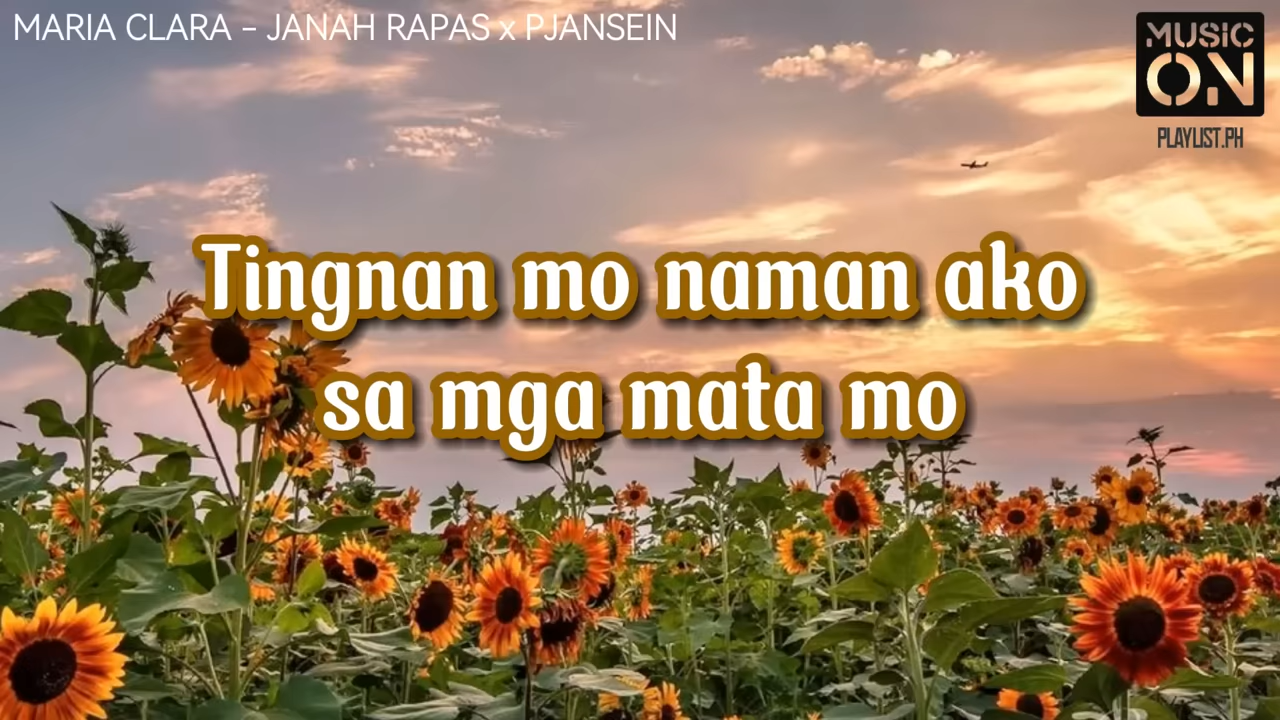 MARIA CLARA - JANAH RAPAS x PJANSEIN
MUSIC
ON
PLAYLIST.PH
Tingnan mo naman ako
sa mga mata mo